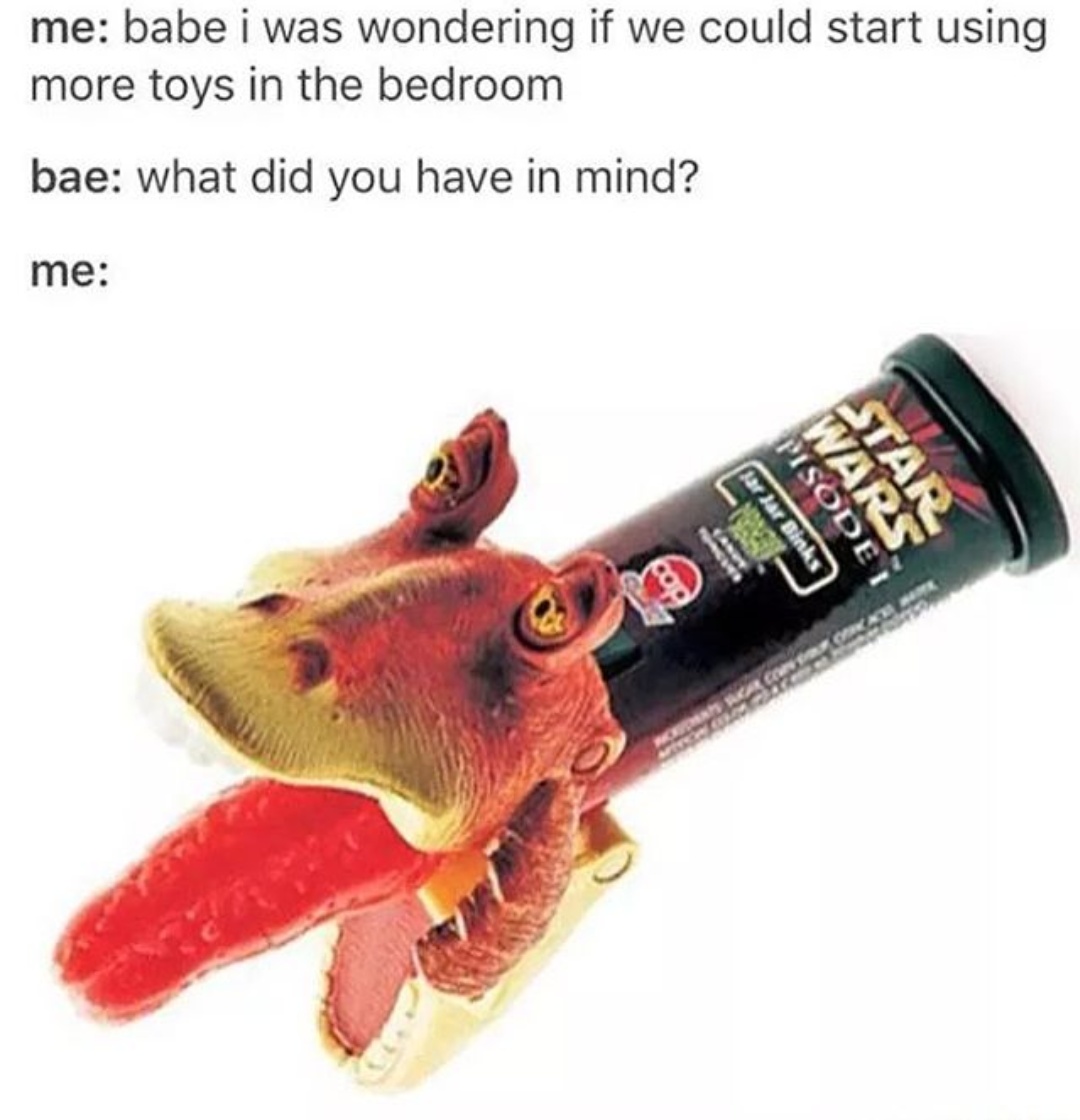 me: babe i was wondering if we could start using
more toys in the bedroom
bae: what did you have in mind?
me:
STAR
WARS
EPISODE I
Jar Jar Binks
cap